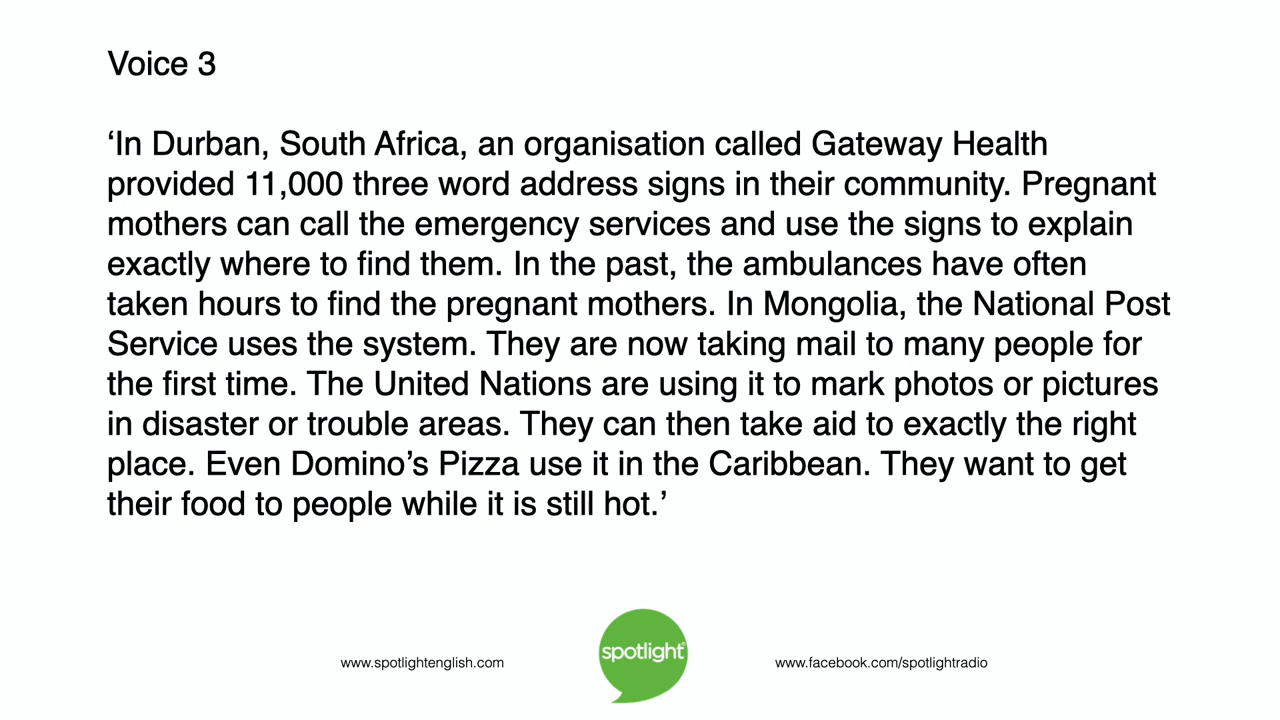 Voice 3
‘In Durban, South Africa, an organisation called Gateway Health
provided 11,000 three word address signs in their community. Pregnant
mothers can call the emergency services and use the signs to explain
exactly where to find them. In the past, the ambulances have often
taken hours to find the pregnant mothers. In Mongolia, the National Post
Service uses the system. They are now taking mail to many people for
the first time. The United Nations are using it to mark photos or pictures
in disaster or trouble areas. They can then take aid to exactly the right
place. Even Domino’s Pizza use it in the Caribbean. They want to get
their food to people while it is still hot.’
www.spotlightenglish.com
spotlight®
www.facebook.com/spotlightradio